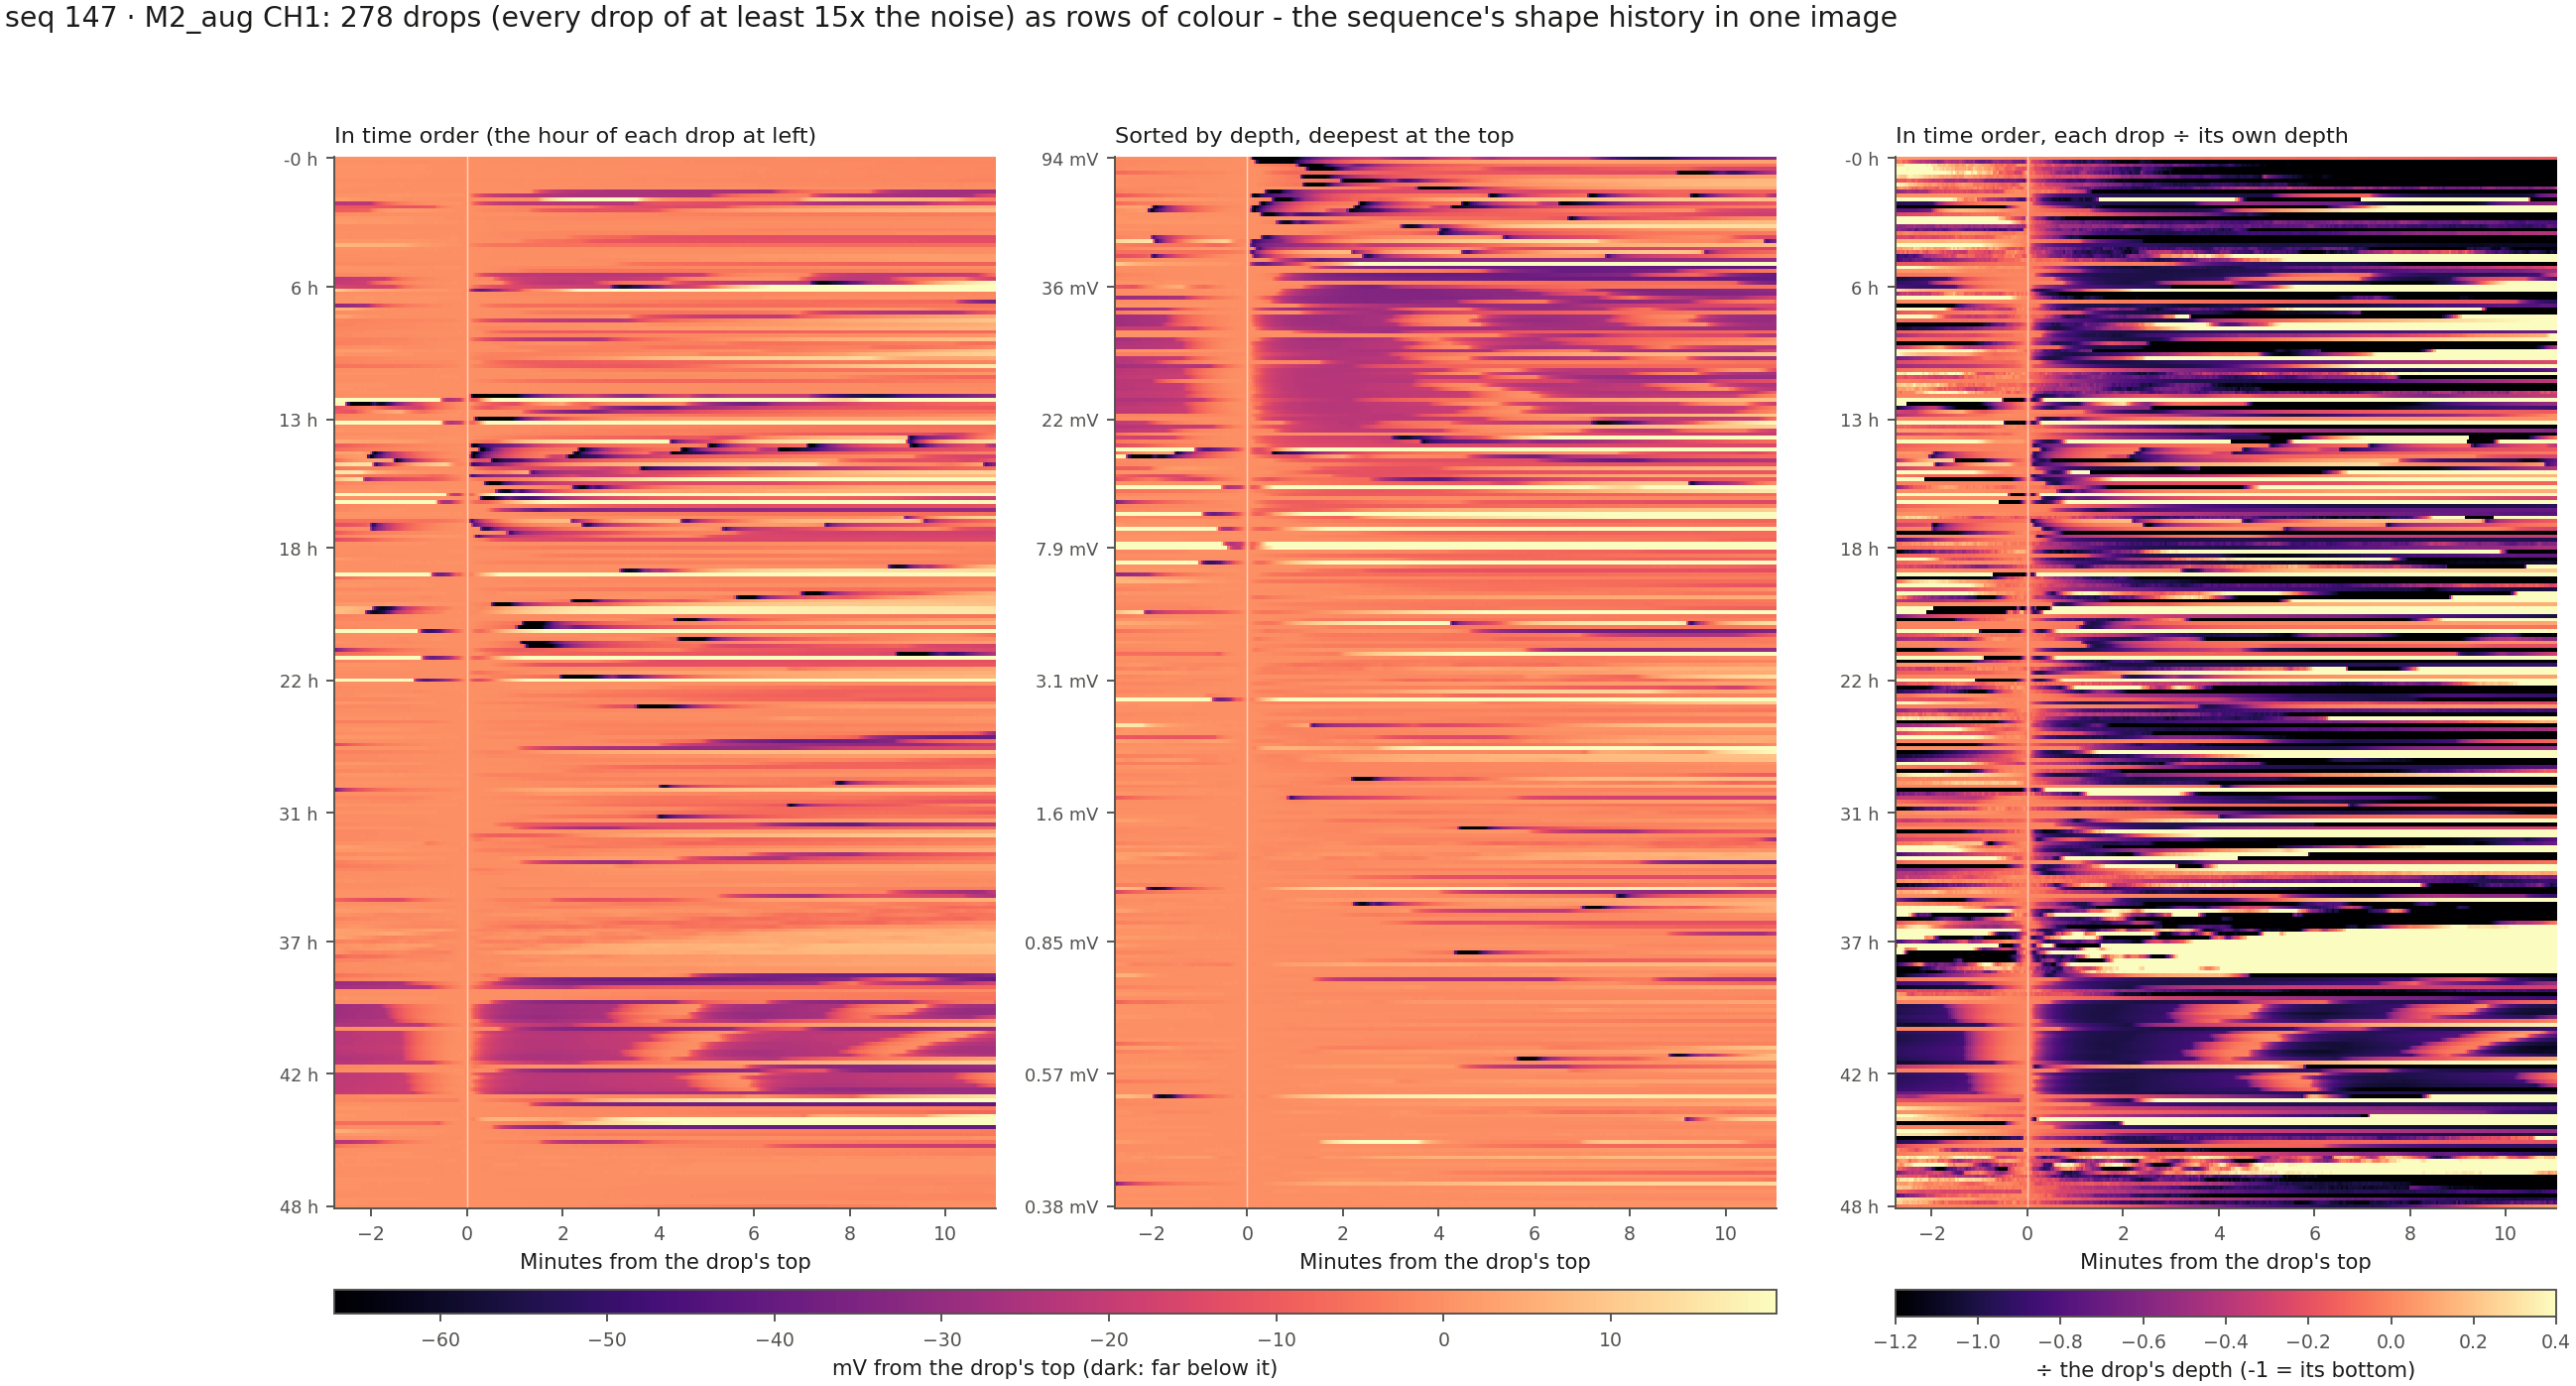 seq 147 · M2_aug CH1: 278 drops (every drop of at least 15x the noise) as rows of colour - the sequence's shape history in one image
In time order (the hour of each drop at left)
-0 h
6 h
13 h
18 h
22 h
31 h
37 h
42 h
48 h
−2 0 2 4 6 8 10
Minutes from the drop's top
Sorted by depth, deepest at the top
94 mV
36 mV
22 mV
7.9 mV
3.1 mV
1.6 mV
0.85 mV
0.57 mV
0.38 mV
−2 0 2 4 6 8 10
Minutes from the drop's top
In time order, each drop ÷ its own depth
-0 h
6 h
13 h
18 h
22 h
31 h
37 h
42 h
48 h
−2 0 2 4 6 8 10
Minutes from the drop's top
−60 −50 −40 −30 −20 −10 0 10
mV from the drop's top (dark: far below it)
−1.2 −1.0 −0.8 −0.6 −0.4 −0.2 0.0 0.2 0.4
÷ the drop's depth (-1 = its bottom)